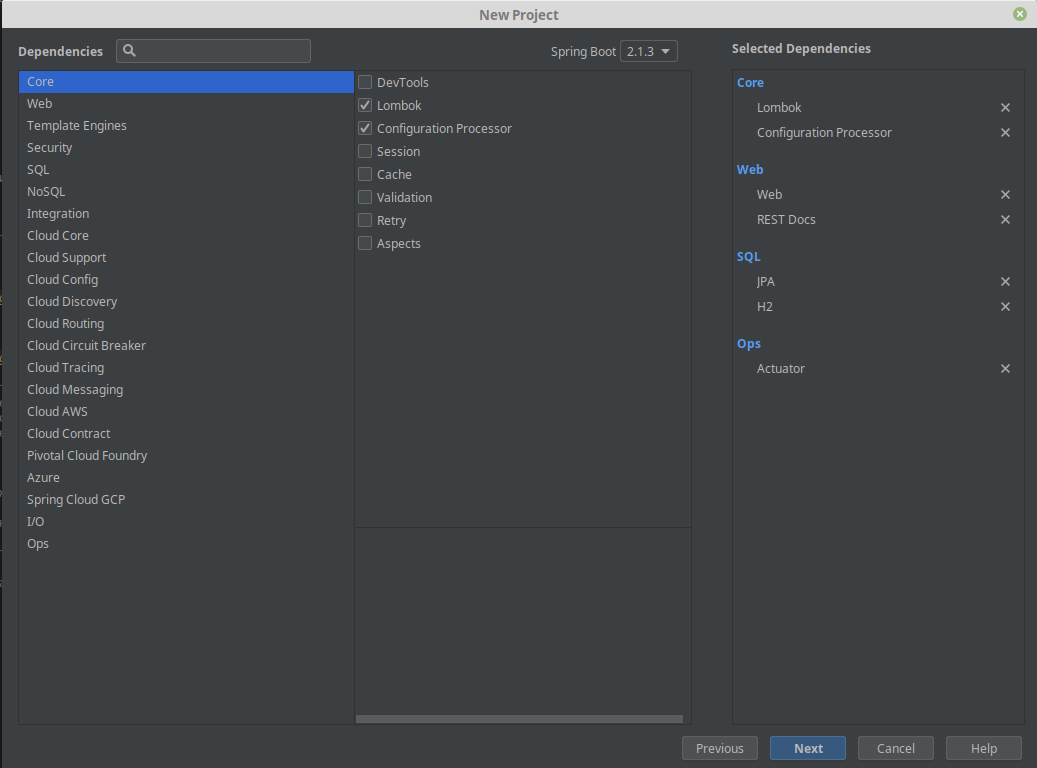 New Project
Dependencies
Spring Boot 2.1.3
Selected Dependencies
Core
Web
Template Engines
Security
SQL
NoSQL
Integration
Cloud Core
Cloud Support
Cloud Config
Cloud Discovery
Cloud Routing
Cloud Circuit Breaker
Cloud Tracing
Cloud Messaging
Cloud AWS
Cloud Contract
Pivotal Cloud Foundry
Azure
Spring Cloud GCP
I/O
Ops
DevTools
Lombok
Configuration Processor
Session
Cache
Validation
Retry
Aspects
Core
Lombok
Configuration Processor
Web
Web
REST Docs
SQL
JPA
H2
Ops
Actuator
Previous
Next
Cancel
Help